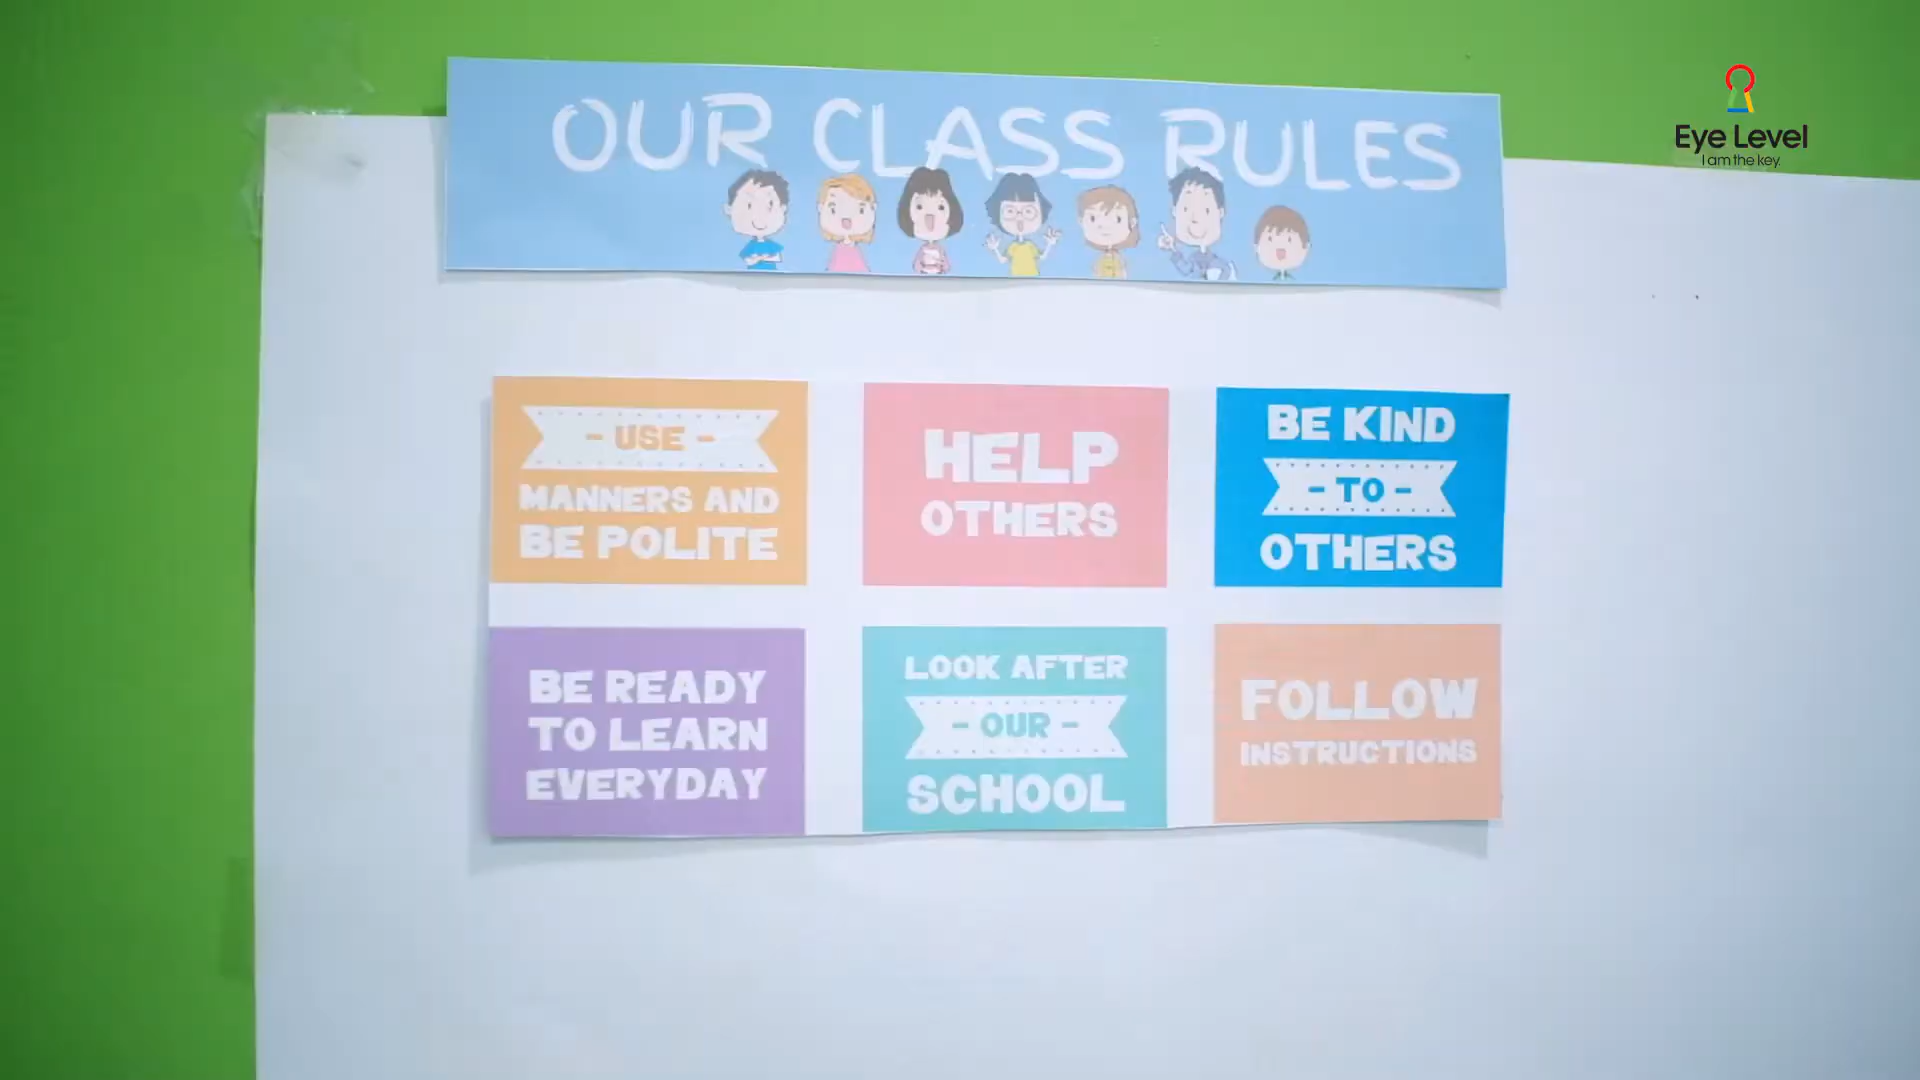 OUR CLASS RULES
Eye Level
I am the key.
- USE -
MANNERS AND
BE POLITE
HELP
OTHERS
BE KIND
- TO -
OTHERS
BE READY
TO LEARN
EVERYDAY
LOOK AFTER
- OUR -
SCHOOL
FOLLOW
INSTRUCTIONS